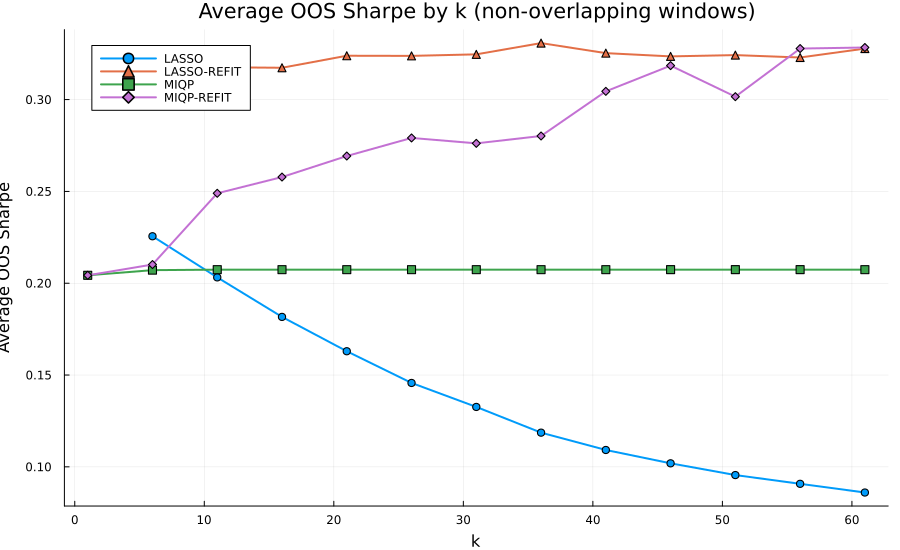 Average OOS Sharpe by k (non-overlapping windows)
LASSO
LASSO-REFIT
MIQP
MIQP-REFIT
Average OOS Sharpe
0.30
0.25
0.20
0.15
0.10
0 10 20 30 40 50 60
k